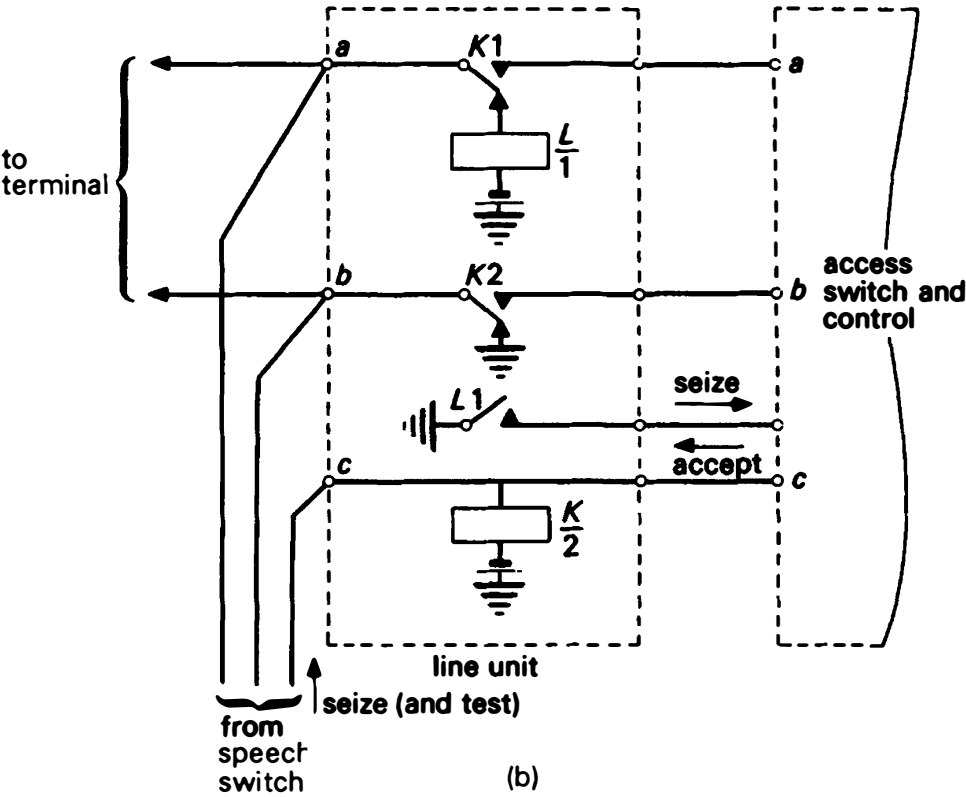 a
K1
a
L
1
to
terminal
b
K2
b
access
switch and
control
seize
L1
accept
c
c
K
2
line unit
seize (and test)
from
speech
switch
(b)